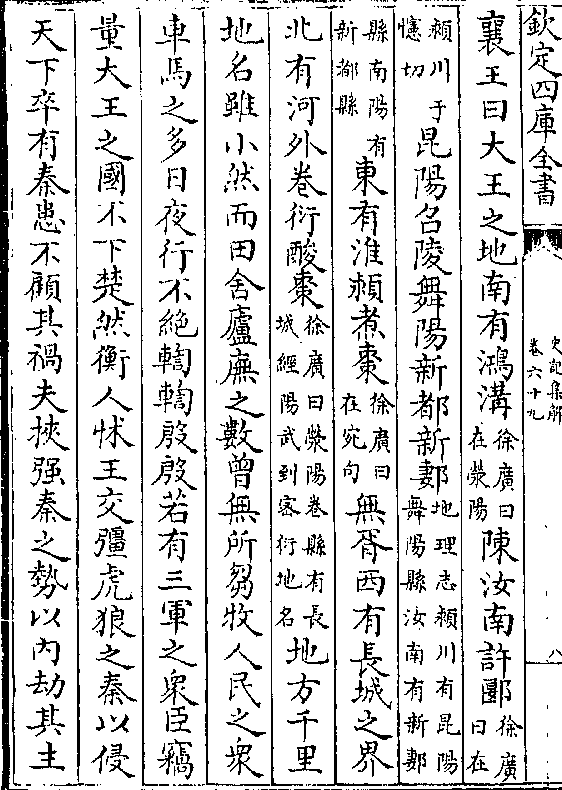 欽定四庫全書
史記集解
卷六十九
八
襄王曰大王之地南有鴻溝徐廣曰在滎陽陳汝南許郾徐廣曰在
潁川于幰切昆陽名陵舞陽新都新郪地理志潁川有昆陽舞陽縣汝南有新郪
縣南陽有新都縣東有淮潁煮棗徐廣曰在宛句無胥西有長城之界
北有河外卷衍酸棗徐廣曰滎陽卷縣有長城經陽武到密衍地名地方千里
地名雖小然而田舍廬廡之數曾無所芻牧人民之衆
車馬之多日夜行不絶輷輷殷殷若有三軍之衆臣竊
量大王之國不下楚然衡人怵王交彊虎狼之秦以侵
天下卒有秦患不顧其禍夫挾强秦之勢以内劫其主